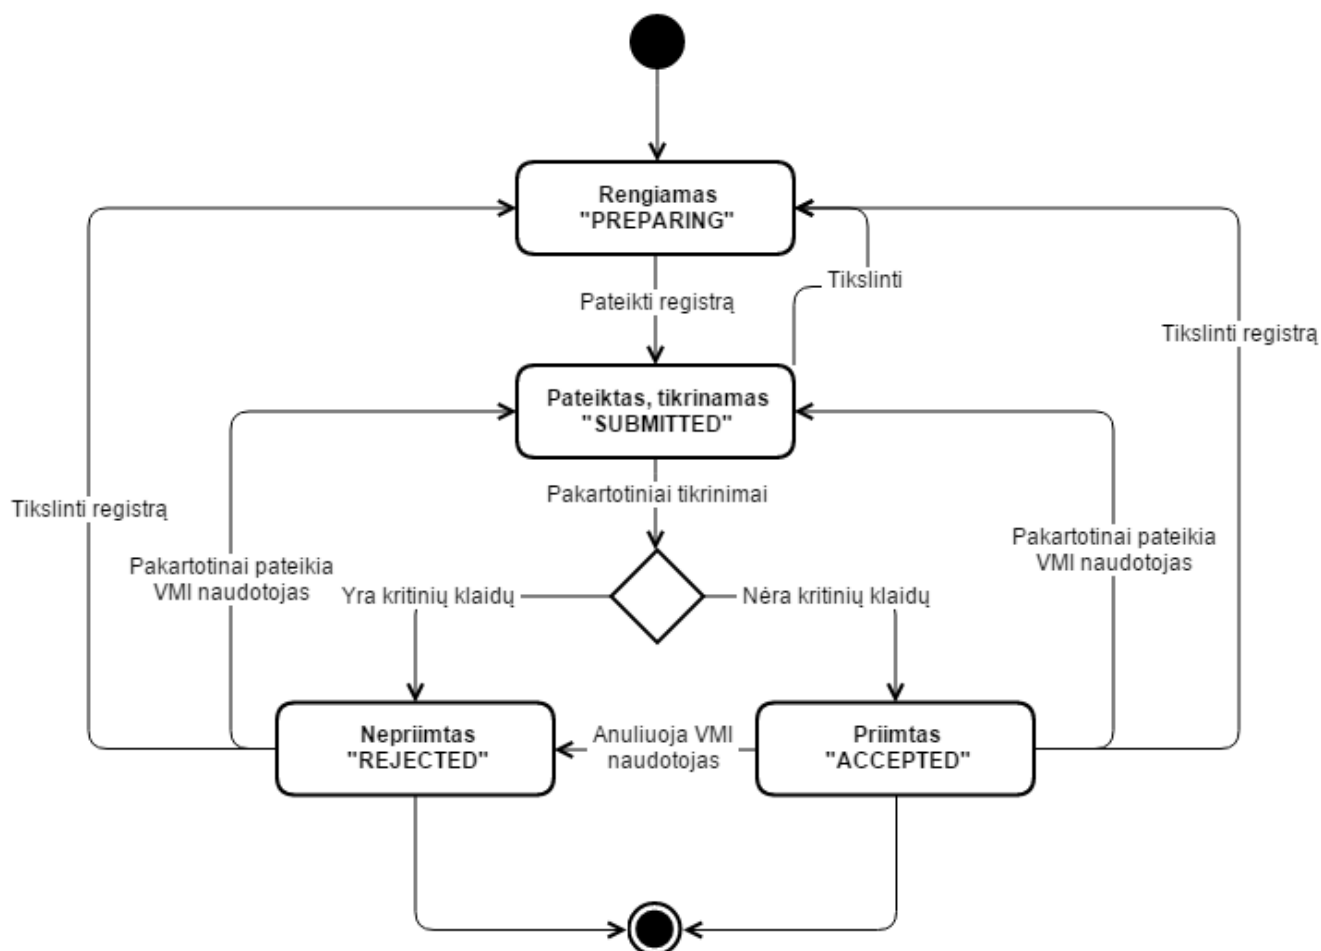 Rengiamas
"PREPARING"
Tikslinti
Pateikti registrą
Tikslinti registrą
Pateiktas, tikrinamas
"SUBMITTED"
Pakartotiniai tikrinimai
Tikslinti registrą
Pakartotinai pateikia
VMI naudotojas
Pakartotinai pateikia
VMI naudotojas
Yra kritinių klaidų
Nėra kritinių klaidų
Nepriimtas
"REJECTED"
Anuliuoja VMI
naudotojas
Priimtas
"ACCEPTED"